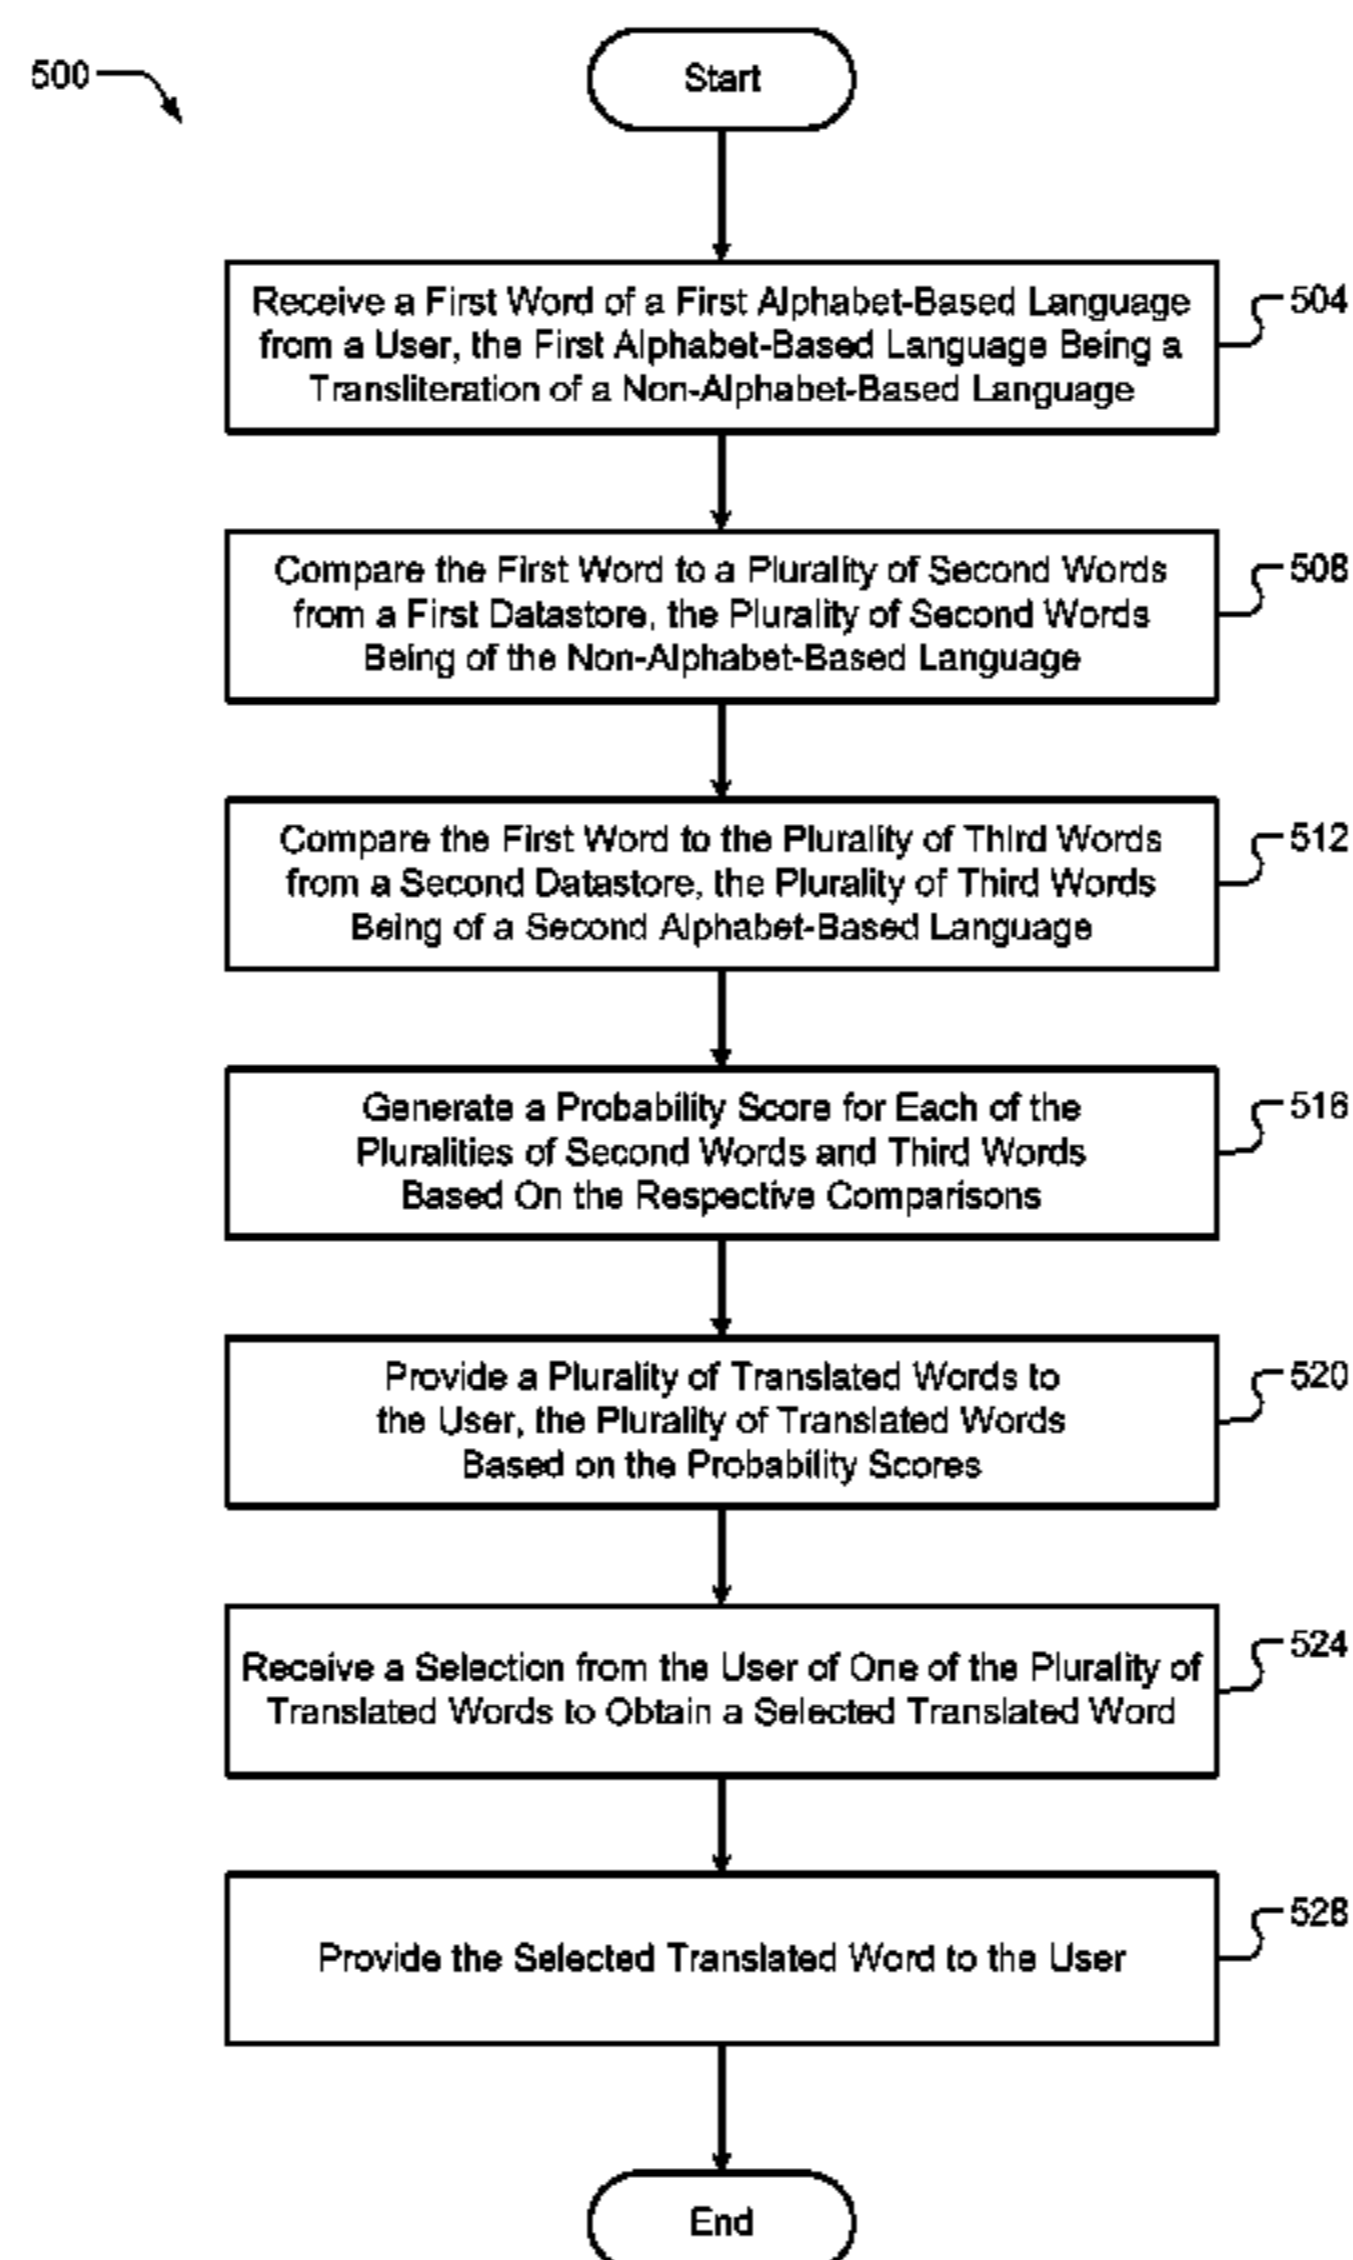 500
Start
Receive a First Word of a First Alphabet-Based Language
from a User, the First Alphabet-Based Language Being a
Transliteration of a Non-Alphabet-Based Language
504
Compare the First Word to a Plurality of Second Words
from a First Datastore, the Plurality of Second Words
Being of the Non-Alphabet-Based Language
508
Compare the First Word to the Plurality of Third Words
from a Second Datastore, the Plurality of Third Words
Being of a Second Alphabet-Based Language
512
Generate a Probability Score for Each of the
Pluralities of Second Words and Third Words
Based On the Respective Comparisons
516
Provide a Plurality of Translated Words to
the User, the Plurality of Translated Words
Based on the Probability Scores
520
Receive a Selection from the User of One of the Plurality of
Translated Words to Obtain a Selected Translated Word
524
Provide the Selected Translated Word to the User
528
End